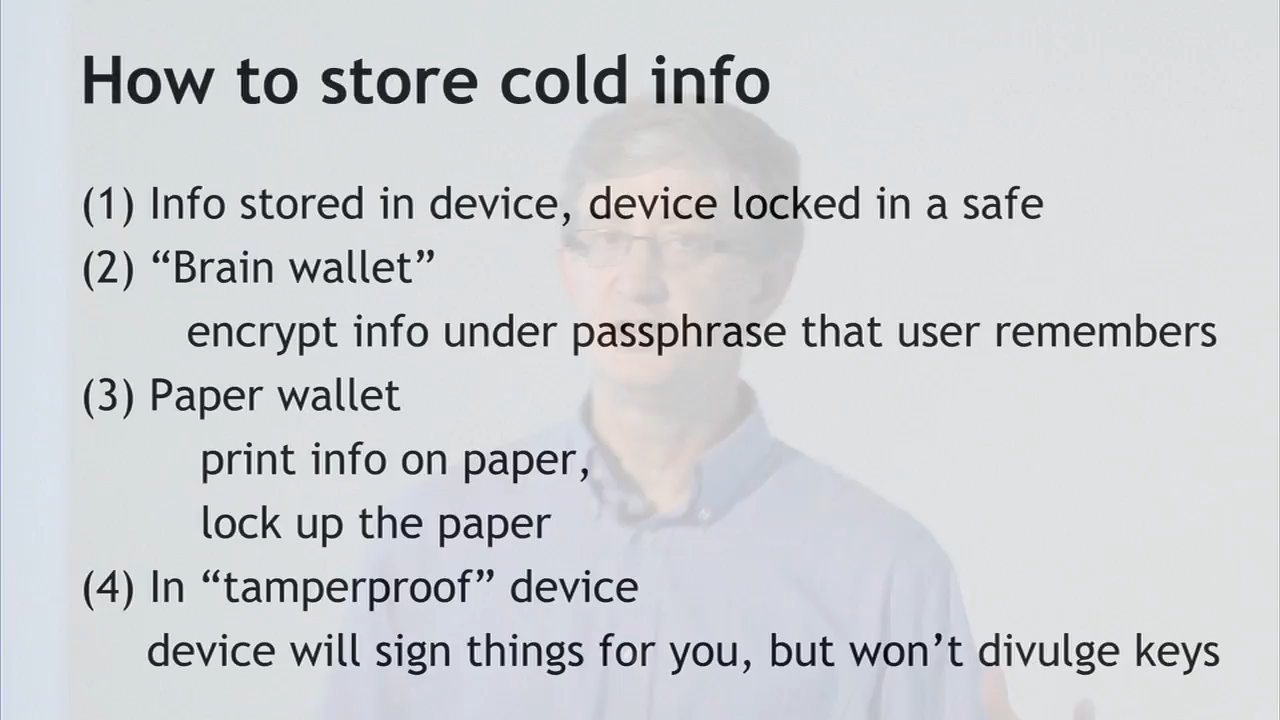 How to store cold info
(1) Info stored in device, device locked in a safe
(2) “Brain wallet”
encrypt info under passphrase that user remembers
(3) Paper wallet
print info on paper,
lock up the paper
(4) In “tamperproof” device
device will sign things for you, but won’t divulge keys